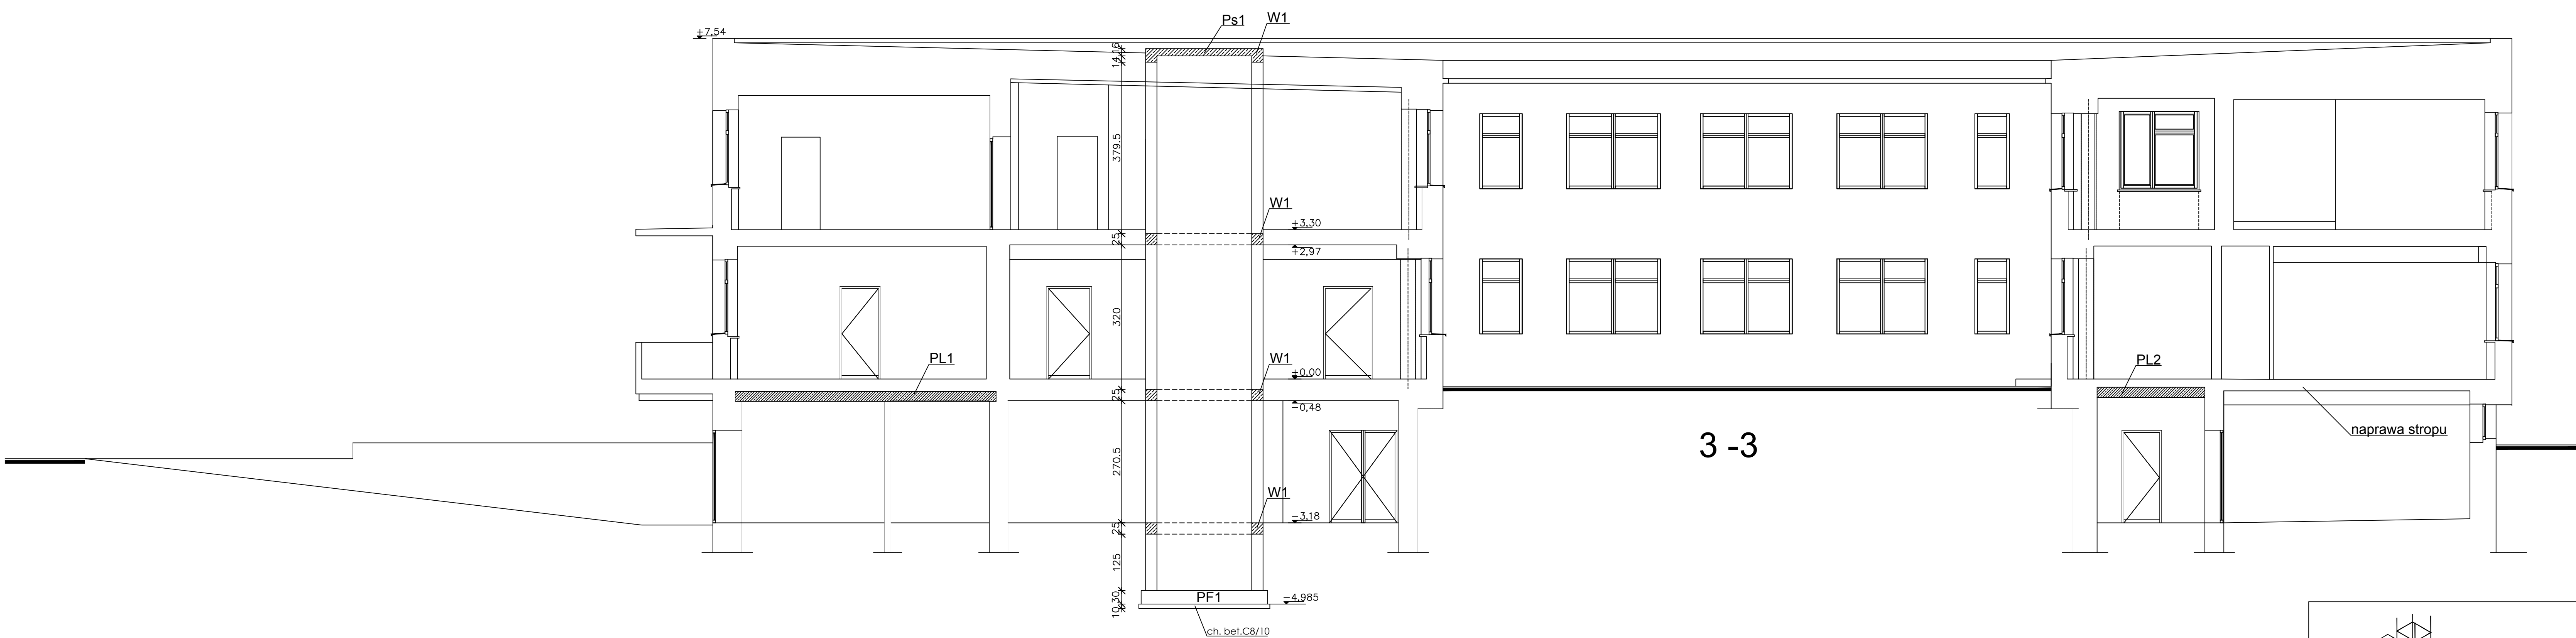 Ps1
W1
+7,54
16
14
379.5
W1
+3,30
25
+2,97
320
PL1
W1
PL2
+0,00
25
−0,48
naprawa stropu
3 -3
270.5
W1
−3,18
25
125
30
PF1
−4,985
10
ch. bet.C8/10